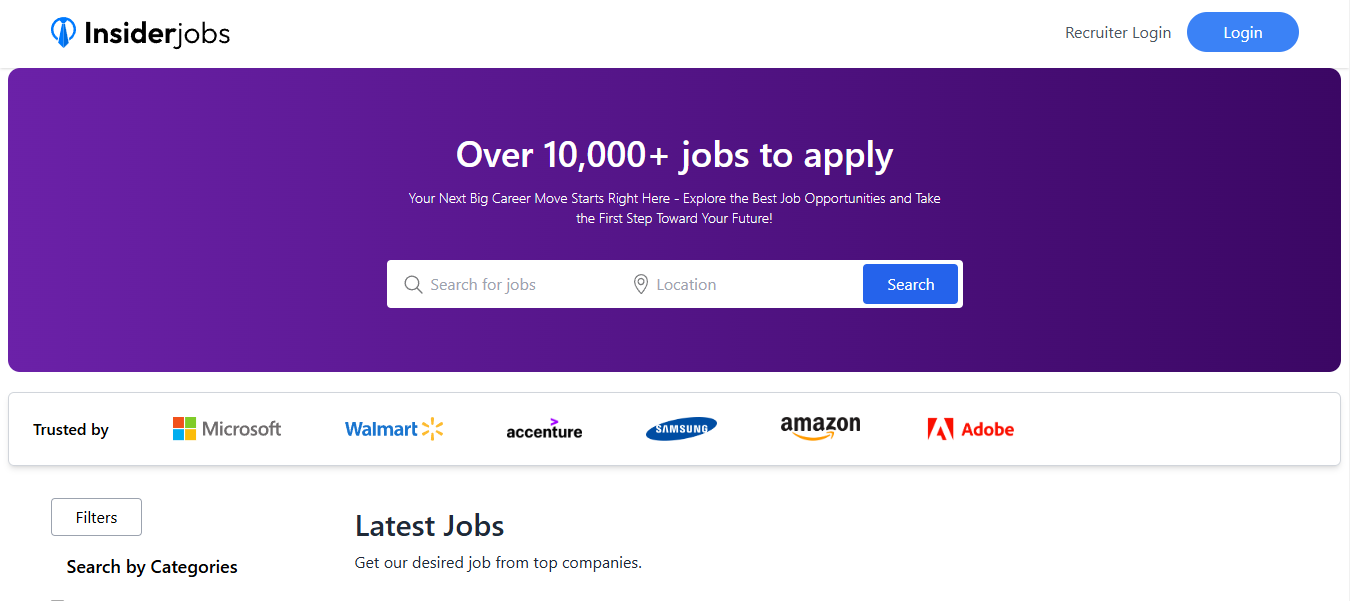 Insiderjobs
Recruiter Login
Login
Over 10,000+ jobs to apply
Your Next Big Career Move Starts Right Here - Explore the Best Job Opportunities and Take
the First Step Toward Your Future!
Search for jobs
Location
Search
Trusted by
Microsoft
Walmart
accenture
SAMSUNG
amazon
Adobe
Filters
Latest Jobs
Search by Categories
Get our desired job from top companies.